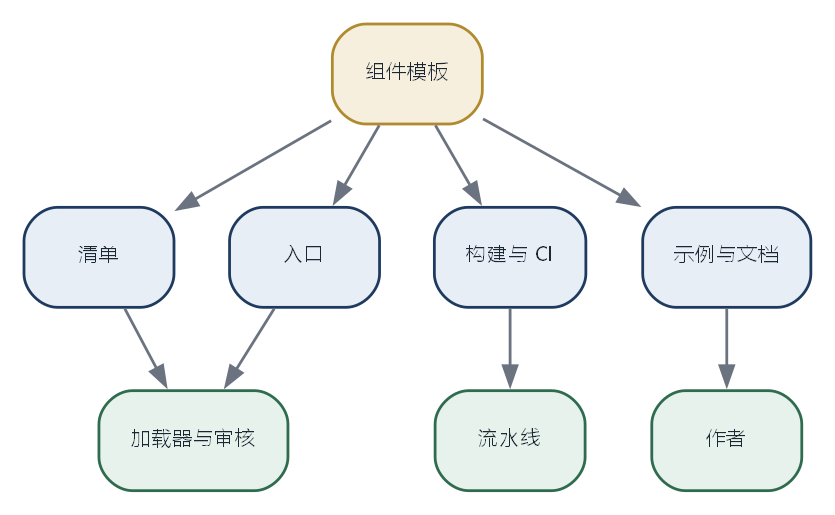 组件模板
清单
入口
构建与 CI
示例与文档
加载器与审核
流水线
作者